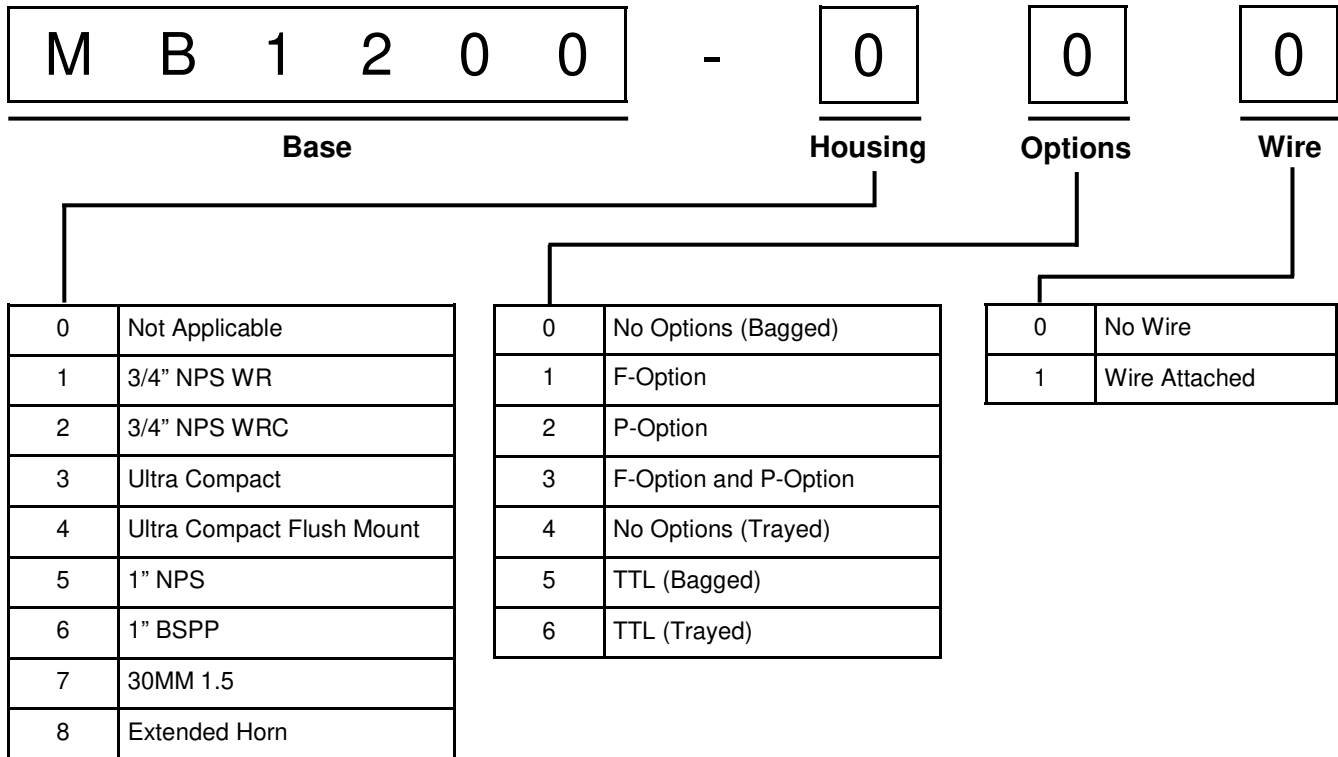 M B 1 2 0 0 - 0 0 0
Base Housing Options Wire
0 Not Applicable
1 3/4” NPS WR
2 3/4” NPS WRC
3 Ultra Compact
4 Ultra Compact Flush Mount
5 1” NPS
6 1” BSPP
7 30MM 1.5
8 Extended Horn
0 No Options (Bagged)
1 F-Option
2 P-Option
3 F-Option and P-Option
4 No Options (Trayed)
5 TTL (Bagged)
6 TTL (Trayed)
0 No Wire
1 Wire Attached